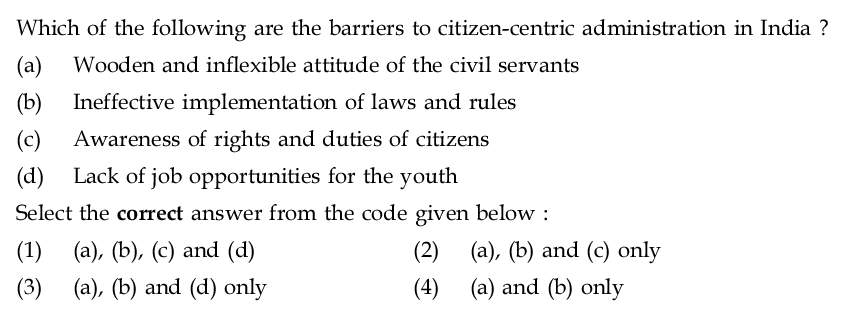 Which of the following are the barriers to citizen-centric administration in India ?
(a) Wooden and inflexible attitude of the civil servants
(b) Ineffective implementation of laws and rules
(c) Awareness of rights and duties of citizens
(d) Lack of job opportunities for the youth
Select the correct answer from the code given below :
(1) (a), (b), (c) and (d) (2) (a), (b) and (c) only
(3) (a), (b) and (d) only (4) (a) and (b) only